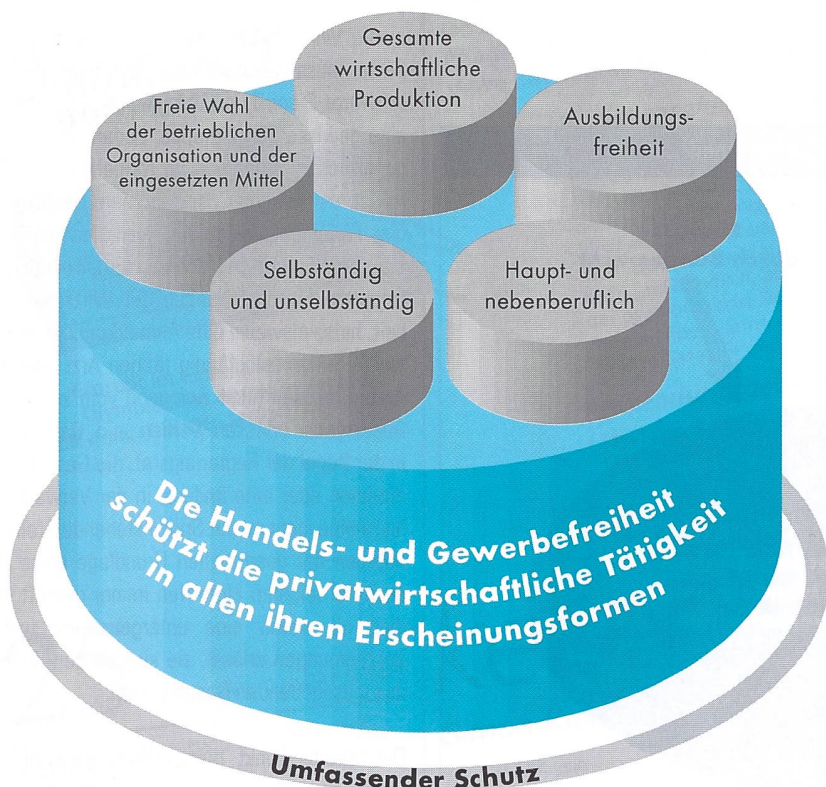 Gesamte
wirtschaftliche
Produktion
Freie Wahl
der betrieblichen
Organisation und der
eingesetzten Mittel
Ausbildungs-
freiheit
Selbständig
und unselbständig
Haupt- und
nebenberuflich
Die Handels- und Gewerbefreiheit
schützt die privatwirtschaftliche Tätigkeit
in allen ihren Erscheinungsformen
Umfassender Schutz